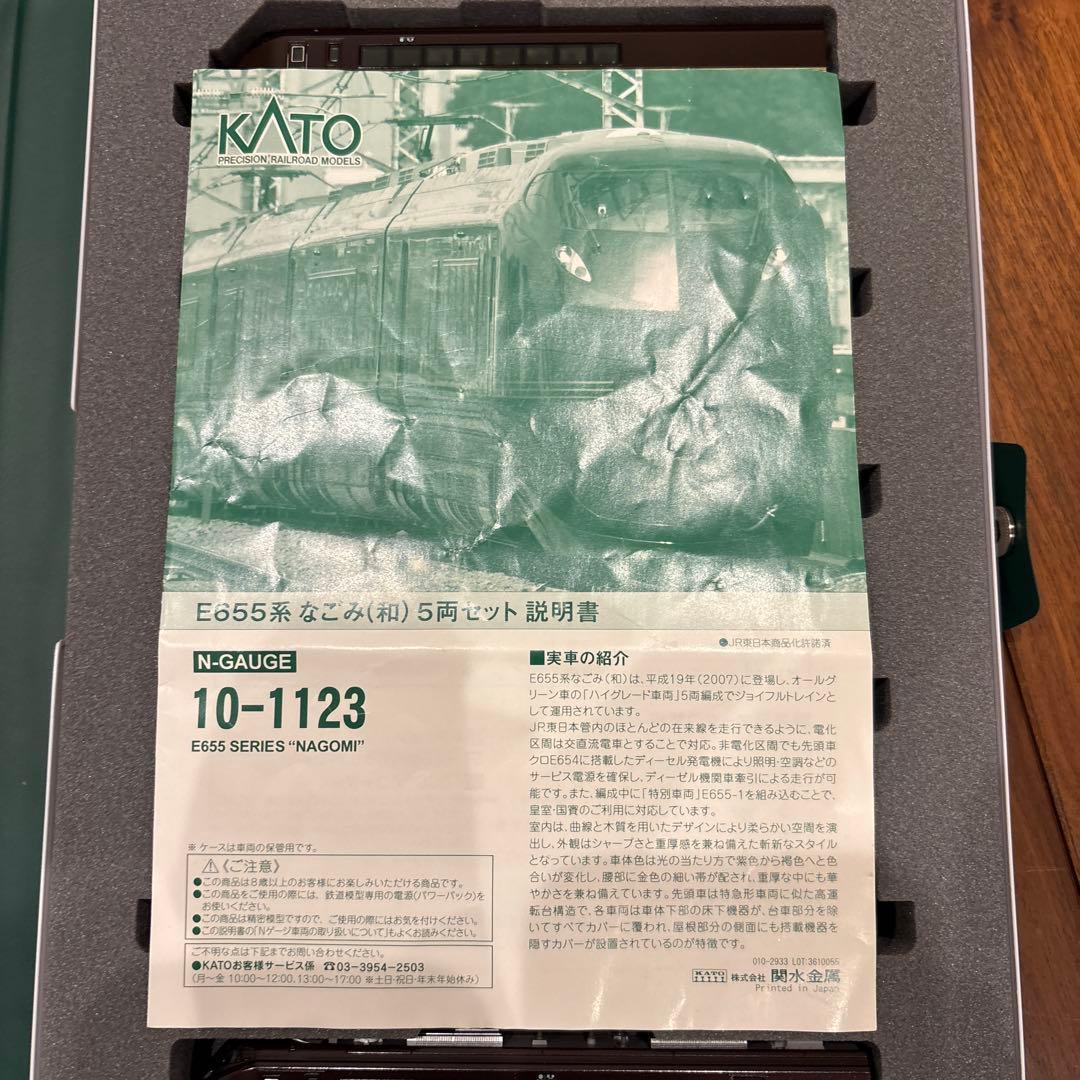 KATO
PRECISION RAILROAD MODELS
E655系 なごみ(和) 5両セット 説明書
●JR東日本商品化許諾済
N-GAUGE
10-1123
E655 SERIES “NAGOMI”
■実車の紹介
E655系なごみ(和)は、平成19年(2007)に登場し、オールグ
リーン車の「ハイグレード車両」5両編成でジョイフルトレインと
して運用されています。
JR東日本管内のほとんどの在来線を走行できるように、電化
区間は交直流電車とすることで対応。非電化区間でも先頭車
クロE654に搭載したディーゼル発電機により照明・空調などの
サービス電源を確保し、ディーゼル機関車牽引による走行が可
能です。また、編成中に「特別車両」E655-1を組み込むことで、
皇室・国賓のご利用に対応しています。
室内は、曲線と木質を用いたデザインにより柔らかい空間を演
出し、外観はシャープさと重厚感を兼ね備えた斬新なスタイル
となっています。車体色は光の当たり方で紫色から褐色へと色
合いが変化し、腰部に金色の細い帯が配され、重厚な中にも華
やかさを兼ね備えています。先頭車は特急形車両に似た高運
転台構造で、各車両は車体下部の床下機器が、台車部分を除
いてすべてカバーに覆われ、屋根部分の側面にも搭載機器を
隠すカバーが設置されているのが特徴です。
※ ケースは車両の保管用です。
⚠《ご注意》
●この商品は8歳以上のお客様にお楽しみいただける商品です。
●この商品をご使用の際には、鉄道模型専用の電源(パワーパック)を
お使いください。
●この商品は精密模型ですので、ご使用の際にはお気を付けください。
●この説明書の「Nゲージ車両の取り扱いについて」もよくお読みください。
ご不明な点は下記までお問い合わせください。
●KATOお客様サービス係 ☎03-3954-2503
(月〜金 10:00〜12:00、13:00〜17:00 ※土日・祝日・年末年始休み)
010-2933 LOT:3610055
KATO 株式会社 関水金属
Printed in Japan